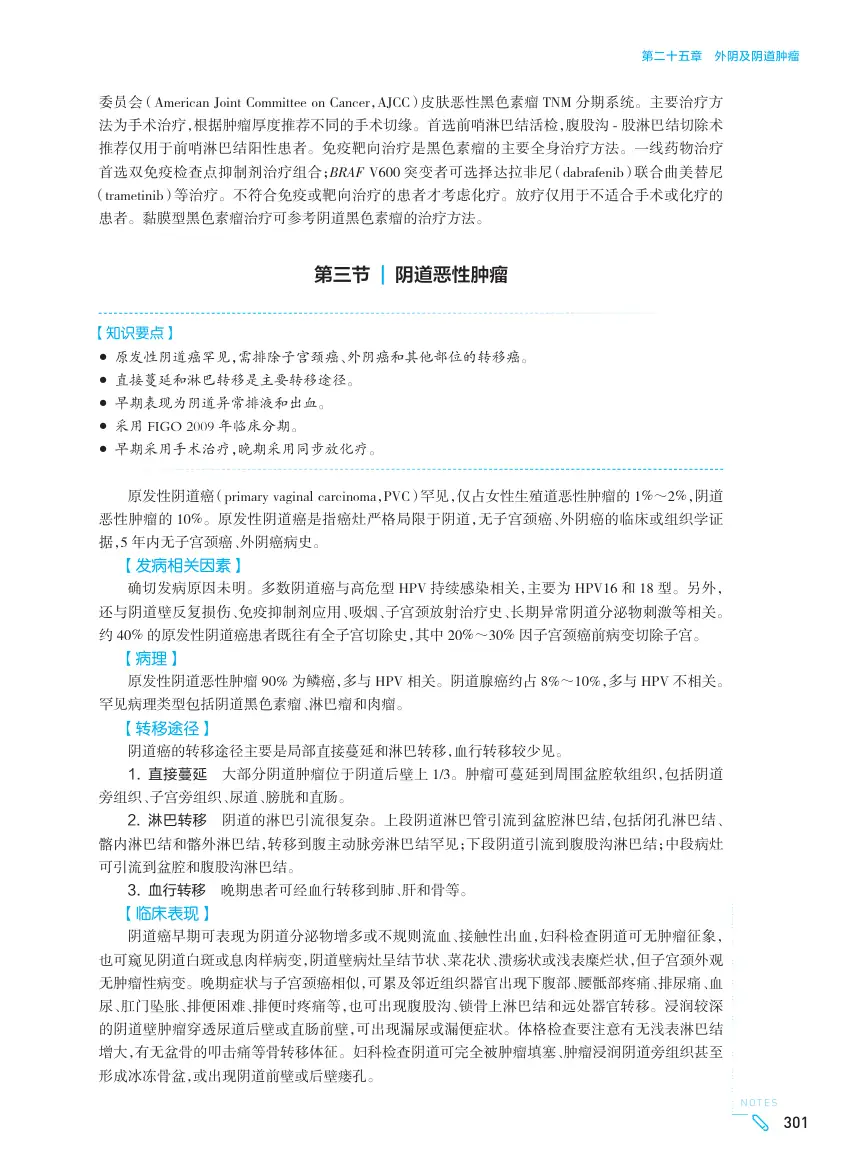 第二十五章 外阴及阴道肿瘤
委员会(American Joint Committee on Cancer,AJCC)皮肤恶性黑色素瘤 TNM 分期系统。主要治疗方
法为手术治疗,根据肿瘤厚度推荐不同的手术切缘。首选前哨淋巴结活检,腹股沟 - 股淋巴结切除术
推荐仅用于前哨淋巴结阳性患者。免疫靶向治疗是黑色素瘤的主要全身治疗方法。一线药物治疗
首选双免疫检查点抑制剂治疗组合;BRAF V600 突变者可选择达拉非尼(dabrafenib)联合曲美替尼
(trametinib)等治疗。不符合免疫或靶向治疗的患者才考虑化疗。放疗仅用于不适合手术或化疗的
患者。黏膜型黑色素瘤治疗可参考阴道黑色素瘤的治疗方法。
第三节 | 阴道恶性肿瘤
【知识要点】
● 原发性阴道癌罕见,需排除子宫颈癌、外阴癌和其他部位的转移癌。
● 直接蔓延和淋巴转移是主要转移途径。
● 早期表现为阴道异常排液和出血。
● 采用 FIGO 2009 年临床分期。
● 早期采用手术治疗,晚期采用同步放化疗。
原发性阴道癌(primary vaginal carcinoma,PVC)罕见,仅占女性生殖道恶性肿瘤的 1%~2%,阴道
恶性肿瘤的 10%。原发性阴道癌是指癌灶严格局限于阴道,无子宫颈癌、外阴癌的临床或组织学证
据,5 年内无子宫颈癌、外阴癌病史。
【发病相关因素】
确切发病原因未明。多数阴道癌与高危型 HPV 持续感染相关,主要为 HPV16 和 18 型。另外,
还与阴道壁反复损伤、免疫抑制剂应用、吸烟、子宫颈放射治疗史、长期异常阴道分泌物刺激等相关。
约 40% 的原发性阴道癌患者既往有全子宫切除史,其中 20%~30% 因子宫颈癌前病变切除子宫。
【病理】
原发性阴道恶性肿瘤 90% 为鳞癌,多与 HPV 相关。阴道腺癌约占 8%~10%,多与 HPV 不相关。
罕见病理类型包括阴道黑色素瘤、淋巴瘤和肉瘤。
【转移途径】
阴道癌的转移途径主要是局部直接蔓延和淋巴转移,血行转移较少见。
1. 直接蔓延 大部分阴道肿瘤位于阴道后壁上 1/3。肿瘤可蔓延到周围盆腔软组织,包括阴道
旁组织、子宫旁组织、尿道、膀胱和直肠。
2. 淋巴转移 阴道的淋巴引流很复杂。上段阴道淋巴管引流到盆腔淋巴结,包括闭孔淋巴结、
髂内淋巴结和髂外淋巴结,转移到腹主动脉旁淋巴结罕见;下段阴道引流到腹股沟淋巴结;中段病灶
可引流到盆腔和腹股沟淋巴结。
3. 血行转移 晚期患者可经血行转移到肺、肝和骨等。
【临床表现】
阴道癌早期可表现为阴道分泌物增多或不规则流血、接触性出血,妇科检查阴道可无肿瘤征象,
也可窥见阴道白斑或息肉样病变,阴道壁病灶呈结节状、菜花状、溃疡状或浅表糜烂状,但子宫颈外观
无肿瘤性病变。晚期症状与子宫颈癌相似,可累及邻近组织器官出现下腹部、腰骶部疼痛、排尿痛、血
尿、肛门坠胀、排便困难、排便时疼痛等,也可出现腹股沟、锁骨上淋巴结和远处器官转移。浸润较深
的阴道壁肿瘤穿透尿道后壁或直肠前壁,可出现漏尿或漏便症状。体格检查要注意有无浅表淋巴结
增大,有无盆骨的叩击痛等骨转移体征。妇科检查阴道可完全被肿瘤填塞、肿瘤浸润阴道旁组织甚至
形成冰冻骨盆,或出现阴道前壁或后壁瘘孔。
NOTES
301